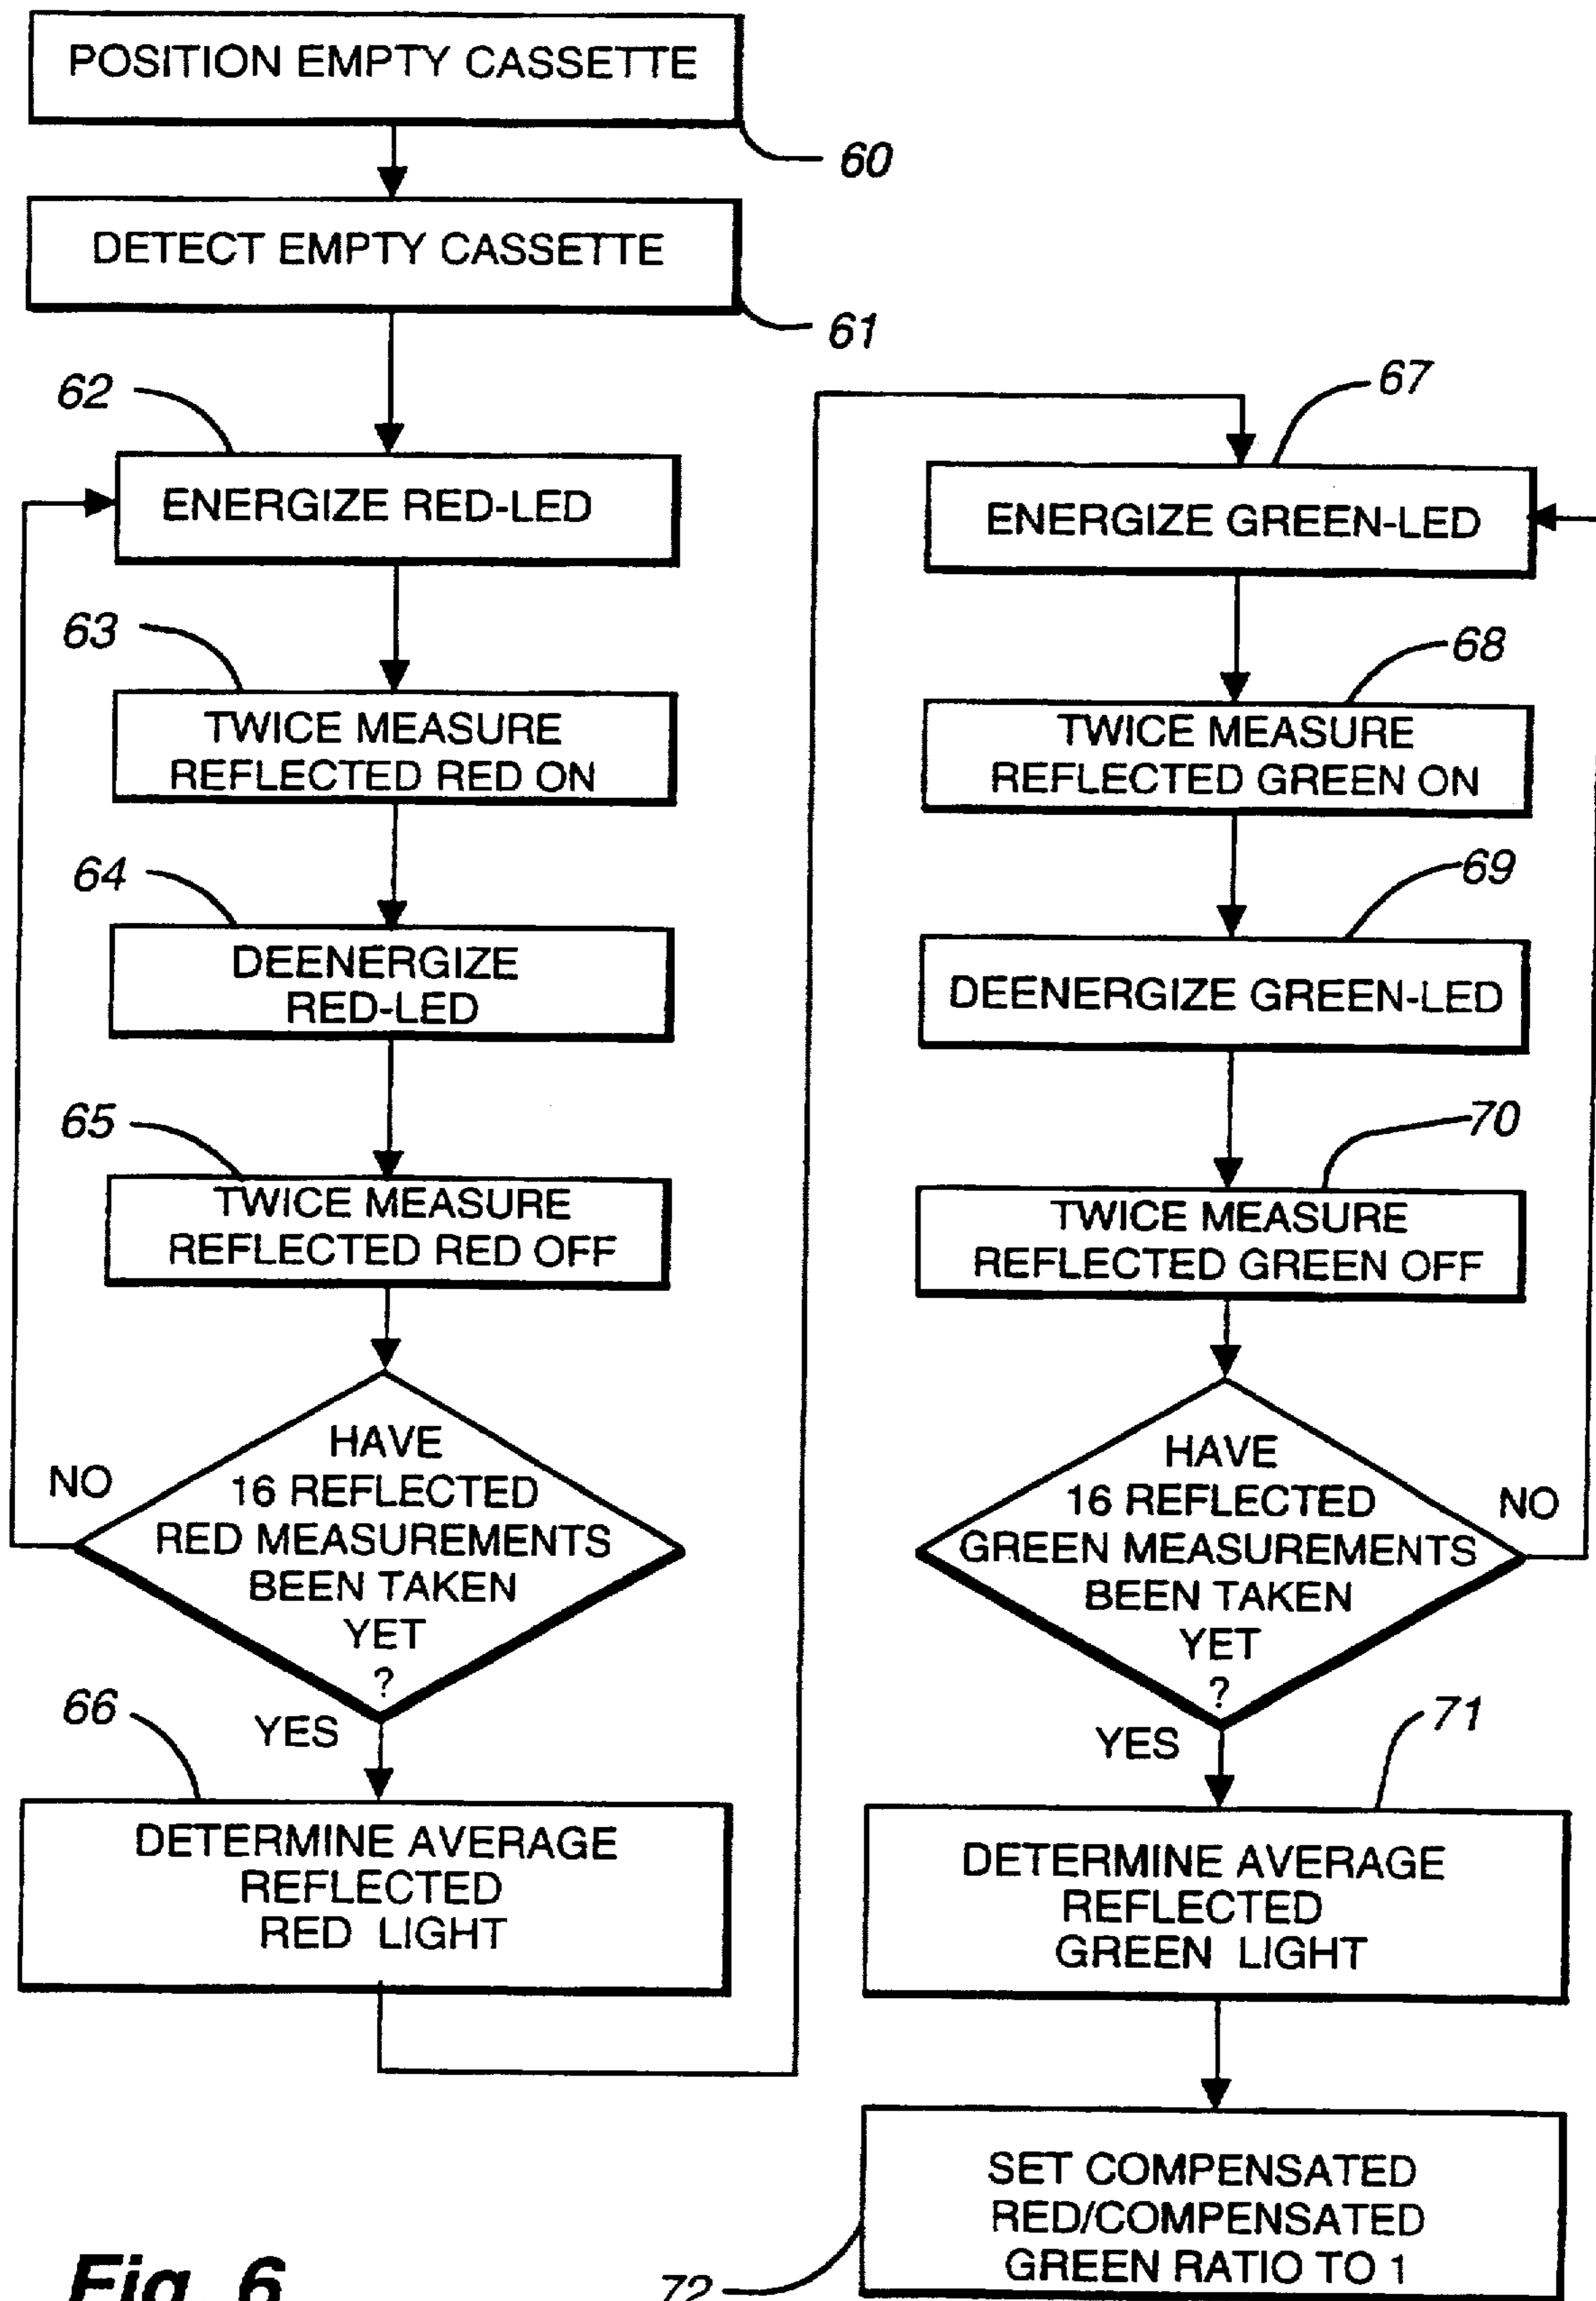 POSITION EMPTY CASSETTE
60
DETECT EMPTY CASSETTE
61
62
ENERGIZE RED-LED
63
TWICE MEASURE
REFLECTED RED ON
64
DEENERGIZE
RED-LED
65
TWICE MEASURE
REFLECTED RED OFF
HAVE
16 REFLECTED
RED MEASUREMENTS
BEEN TAKEN
YET
?
NO
YES
66
DETERMINE AVERAGE
REFLECTED
RED LIGHT
67
ENERGIZE GREEN-LED
68
TWICE MEASURE
REFLECTED GREEN ON
69
DEENERGIZE GREEN-LED
70
TWICE MEASURE
REFLECTED GREEN OFF
HAVE
16 REFLECTED
GREEN MEASUREMENTS
BEEN TAKEN
YET
?
NO
YES
71
DETERMINE AVERAGE
REFLECTED
GREEN LIGHT
SET COMPENSATED
RED/COMPENSATED
GREEN RATIO TO 1
72
Fig. 6